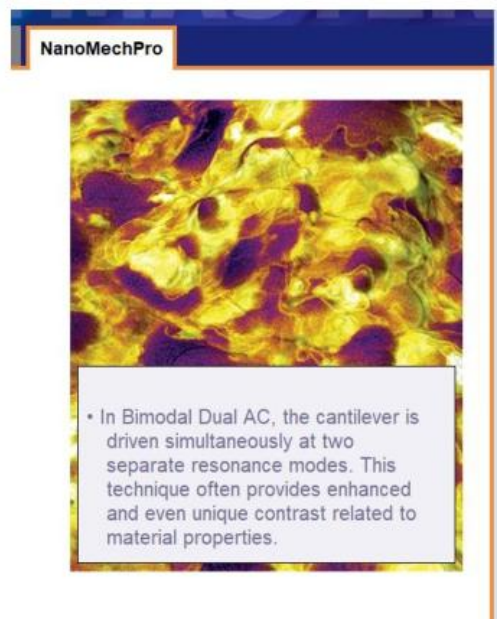 MASTER
NanoMechPro
• In Bimodal Dual AC, the cantilever is
driven simultaneously at two
separate resonance modes. This
technique often provides enhanced
and even unique contrast related to
material properties.